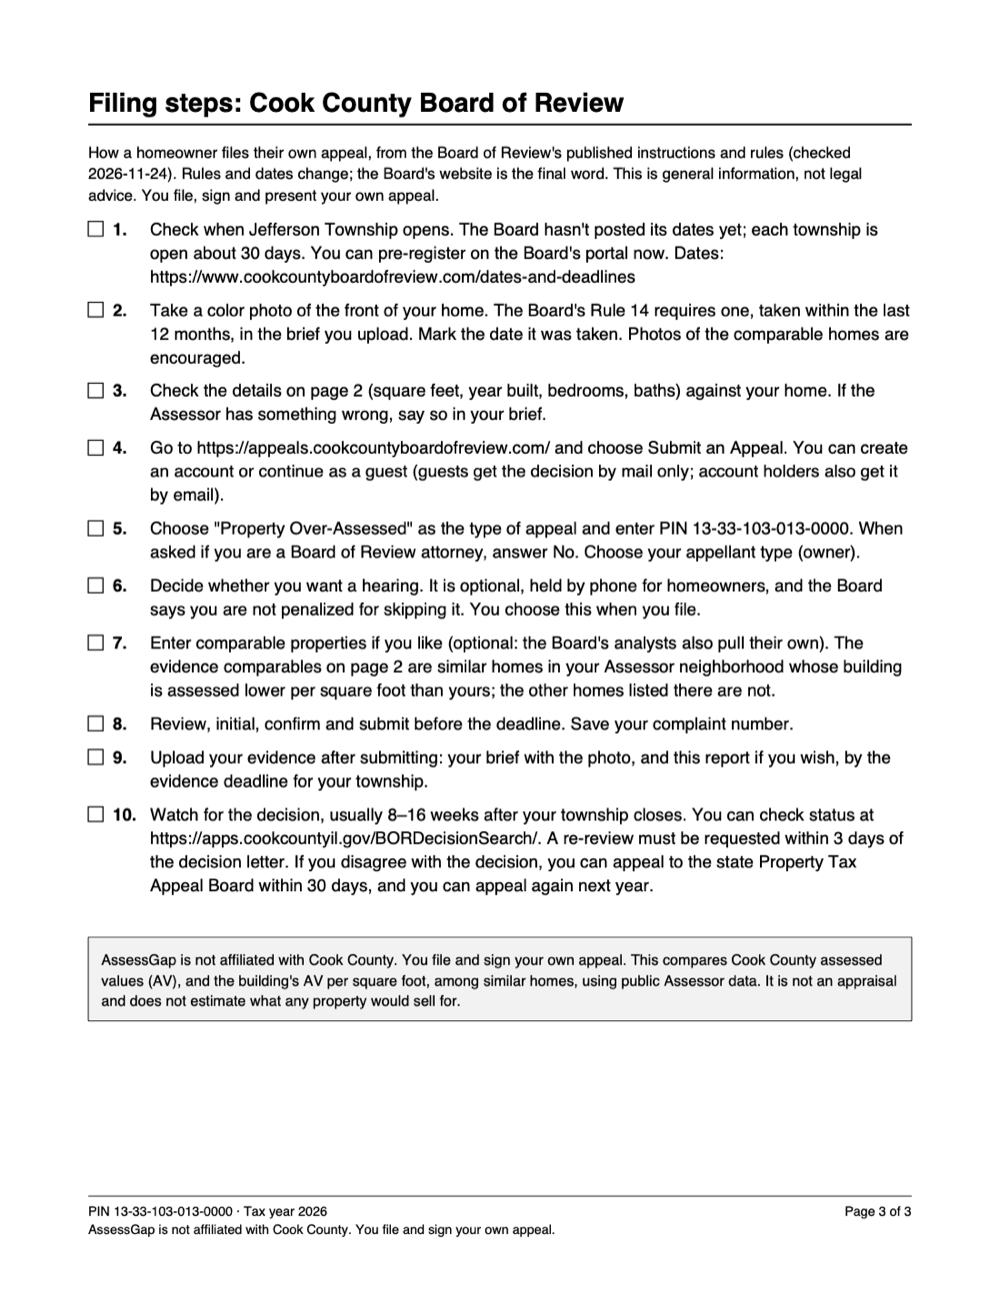 Filing steps: Cook County Board of Review
How a homeowner files their own appeal, from the Board of Review's published instructions and rules (checked
2026-11-24). Rules and dates change; the Board's website is the final word. This is general information, not legal
advice. You file, sign and present your own appeal.
1. Check when Jefferson Township opens. The Board hasn't posted its dates yet; each township is
open about 30 days. You can pre-register on the Board's portal now. Dates:
https://www.cookcountyboardofreview.com/dates-and-deadlines
2. Take a color photo of the front of your home. The Board's Rule 14 requires one, taken within the last
12 months, in the brief you upload. Mark the date it was taken. Photos of the comparable homes are
encouraged.
3. Check the details on page 2 (square feet, year built, bedrooms, baths) against your home. If the
Assessor has something wrong, say so in your brief.
4. Go to https://appeals.cookcountyboardofreview.com/ and choose Submit an Appeal. You can create
an account or continue as a guest (guests get the decision by mail only; account holders also get it
by email).
5. Choose "Property Over-Assessed" as the type of appeal and enter PIN 13-33-103-013-0000. When
asked if you are a Board of Review attorney, answer No. Choose your appellant type (owner).
6. Decide whether you want a hearing. It is optional, held by phone for homeowners, and the Board
says you are not penalized for skipping it. You choose this when you file.
7. Enter comparable properties if you like (optional: the Board's analysts also pull their own). The
evidence comparables on page 2 are similar homes in your Assessor neighborhood whose building
is assessed lower per square foot than yours; the other homes listed there are not.
8. Review, initial, confirm and submit before the deadline. Save your complaint number.
9. Upload your evidence after submitting: your brief with the photo, and this report if you wish, by the
evidence deadline for your township.
10. Watch for the decision, usually 8–16 weeks after your township closes. You can check status at
https://apps.cookcountyil.gov/BORDecisionSearch/. A re-review must be requested within 3 days of
the decision letter. If you disagree with the decision, you can appeal to the state Property Tax
Appeal Board within 30 days, and you can appeal again next year.
AssessGap is not affiliated with Cook County. You file and sign your own appeal. This compares Cook County assessed
values (AV), and the building's AV per square foot, among similar homes, using public Assessor data. It is not an appraisal
and does not estimate what any property would sell for.
PIN 13-33-103-013-0000 · Tax year 2026
Page 3 of 3
AssessGap is not affiliated with Cook County. You file and sign your own appeal.